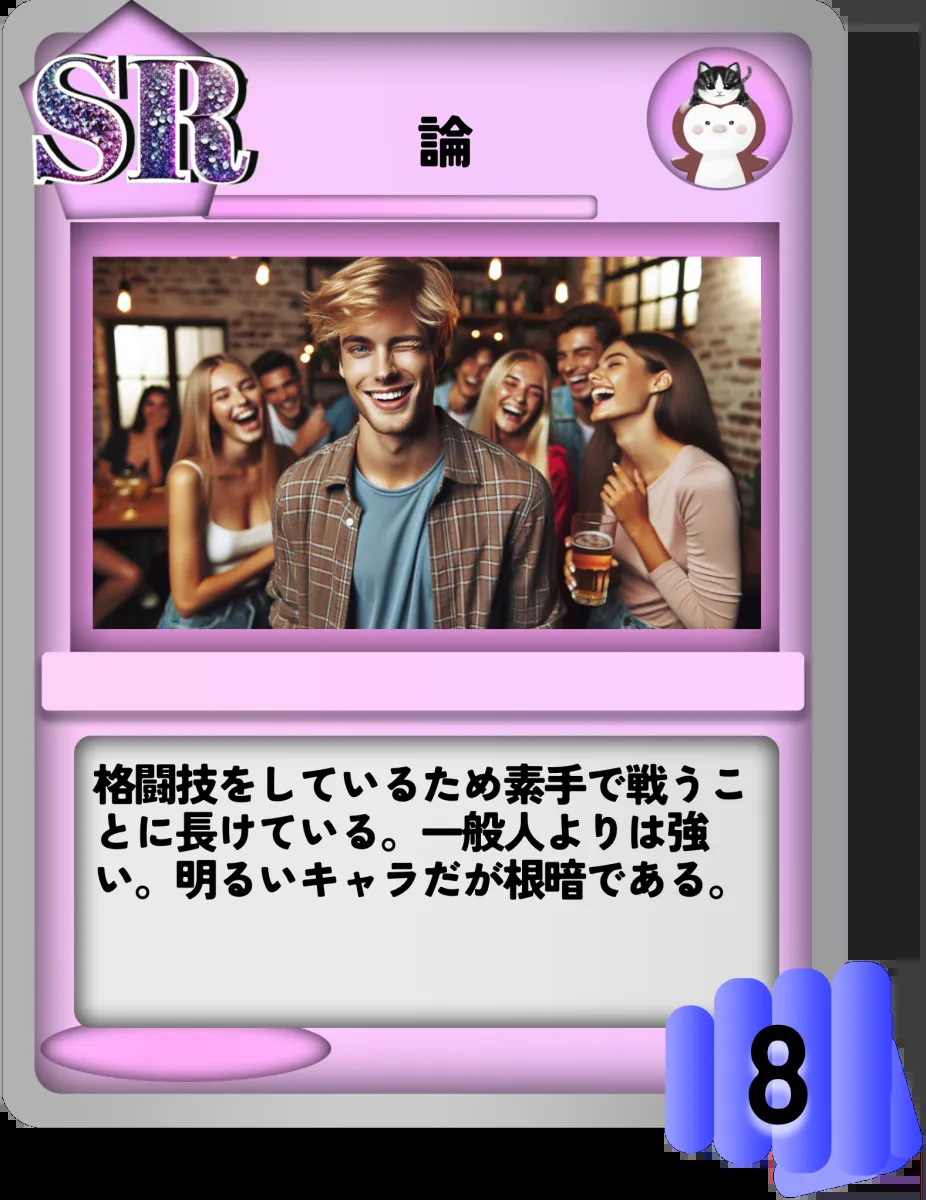 SR
論
格闘技をしているため素手で戦うこ
とに長けている。一般人よりは強
い。明るいキャラだが根暗である。
8